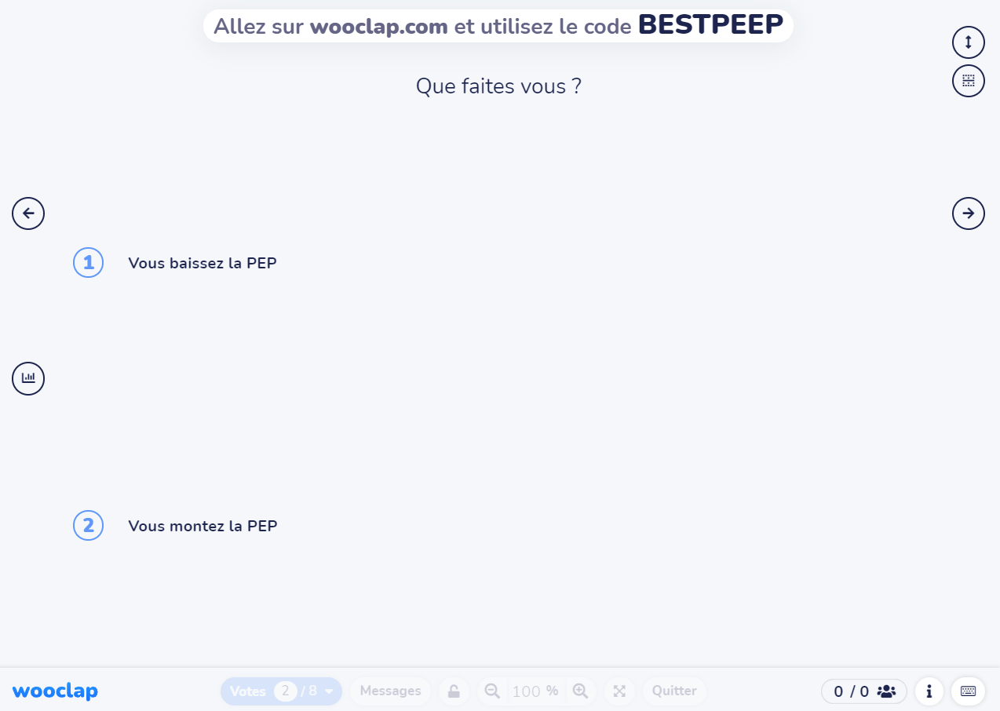 Allez sur wooclap.com et utilisez le code BESTPEEP
Que faites vous ?
1 Vous baissez la PEP
2 Vous montez la PEP
wooclap Votes 2 / 8 Messages 100 % Quitter 0 / 0